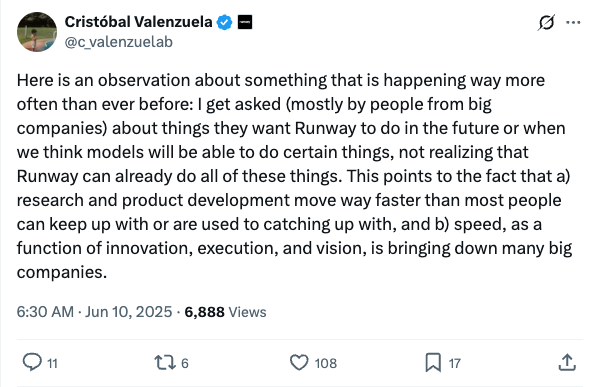 Cristóbal Valenzuela
@c_valenzuelab
Here is an observation about something that is happening way more
often than ever before: I get asked (mostly by people from big
companies) about things they want Runway to do in the future or when
we think models will be able to do certain things, not realizing that
Runway can already do all of these things. This points to the fact that a)
research and product development move way faster than most people
can keep up with or are used to catching up with, and b) speed, as a
function of innovation, execution, and vision, is bringing down many big
companies.
6:30 AM · Jun 10, 2025 · 6,888 Views
11 6 108 17